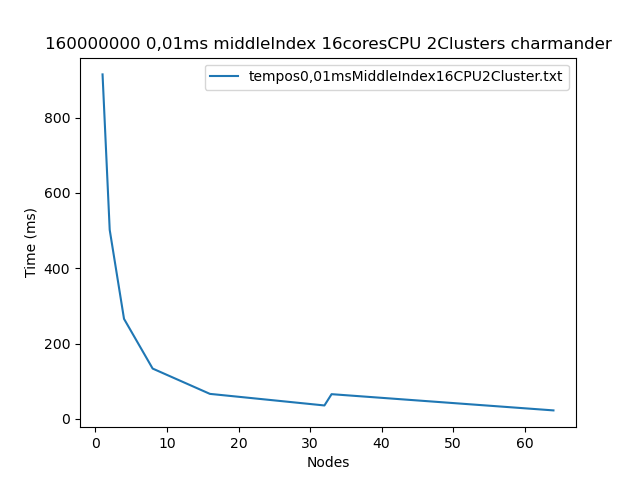 160000000 0,01ms middleIndex 16coresCPU 2Clusters charmander
tempos0,01msMiddleIndex16CPU2Cluster.txt
Time (ms)
800
600
400
200
0
0 10 20 30 40 50 60
Nodes